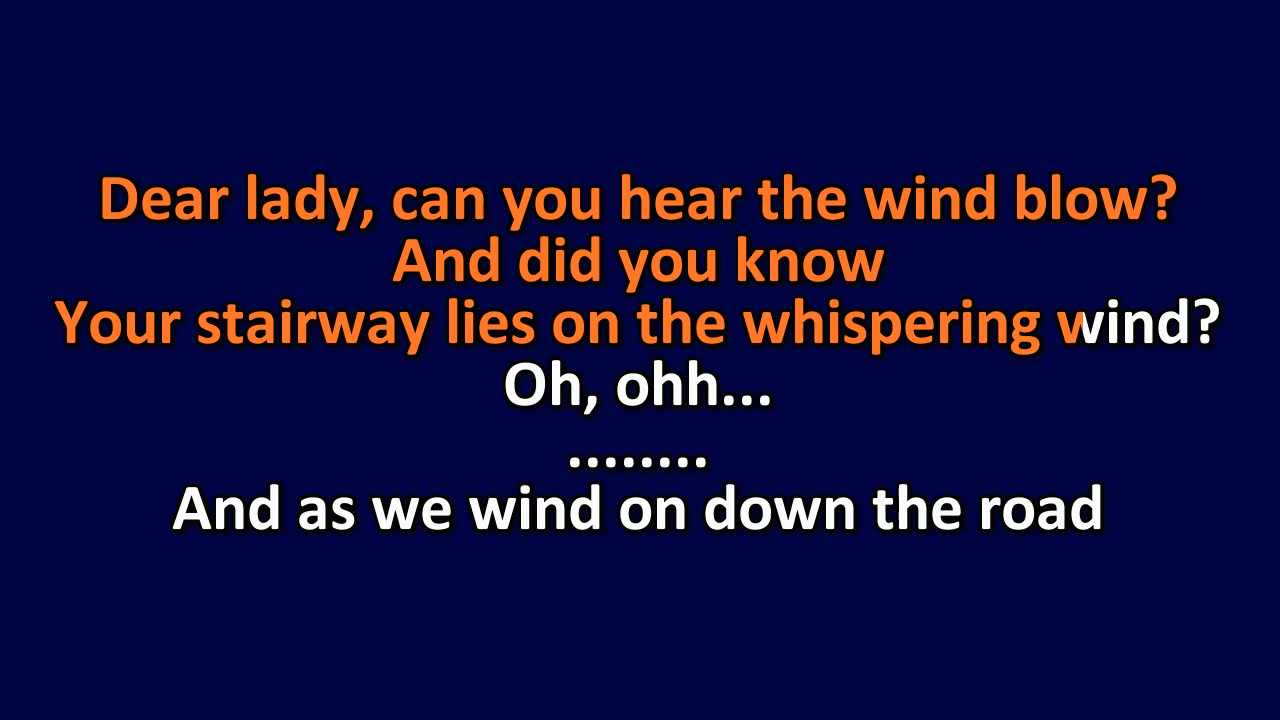 Dear lady, can you hear the wind blow?
And did you know
Your stairway lies on the whispering wind?
Oh, ohh...
........
And as we wind on down the road